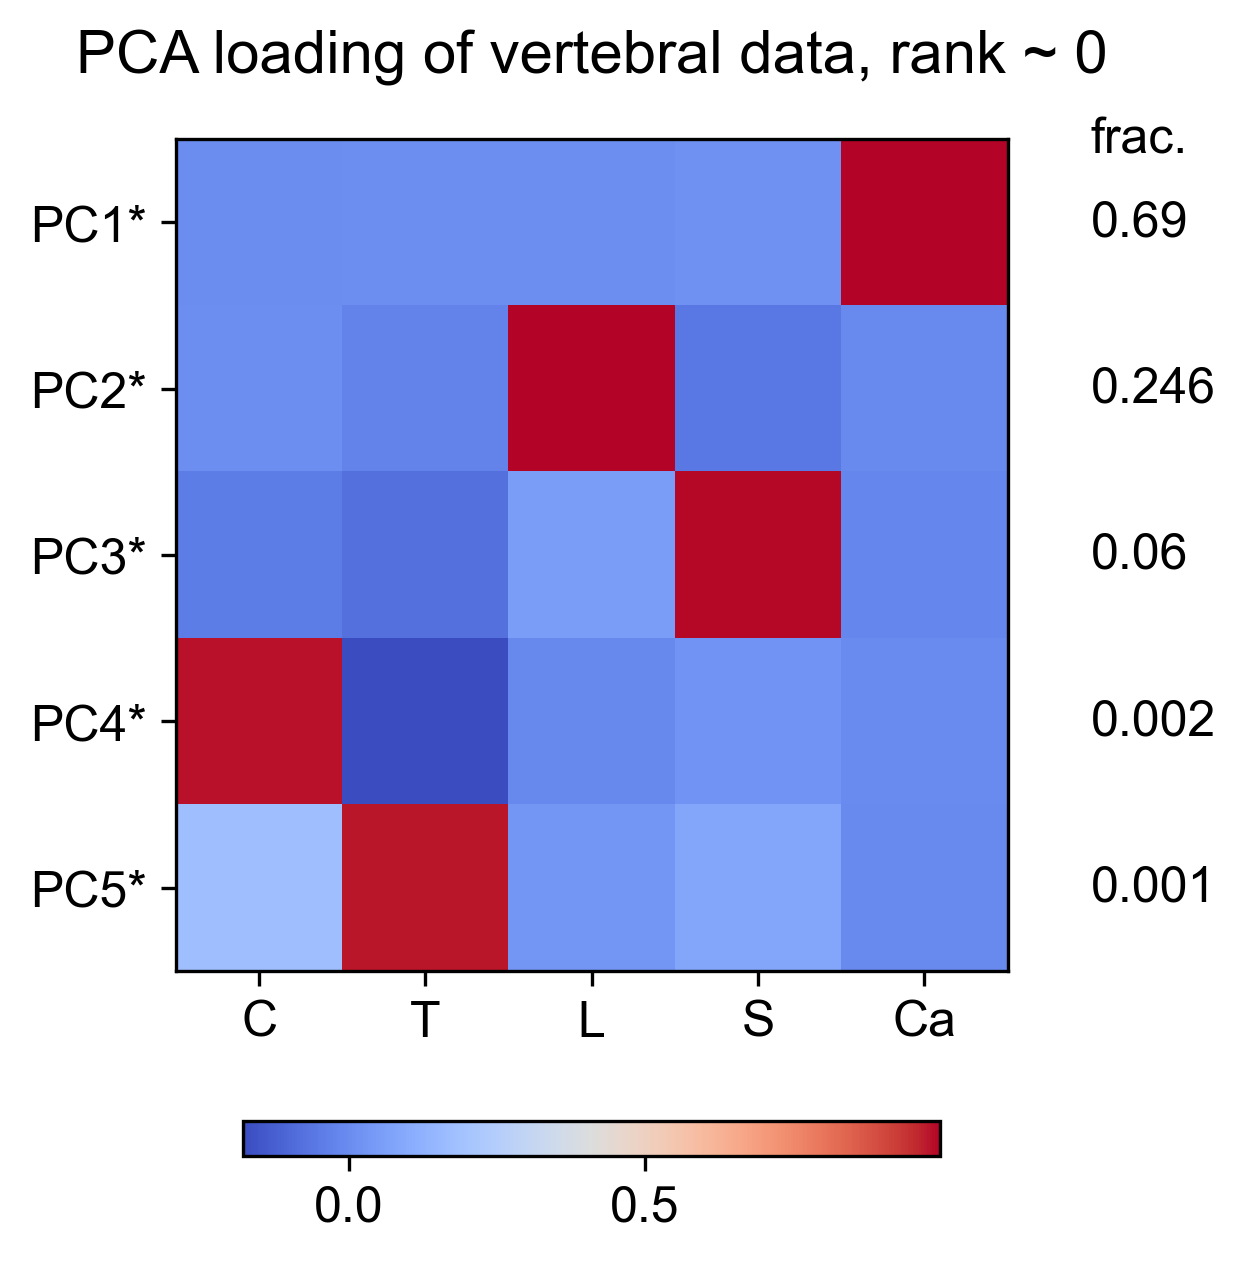 PCA loading of vertebral data, rank ~ 0
frac.
PC1* 0.69
PC2* 0.246
PC3* 0.06
PC4* 0.002
PC5* 0.001
C T L S Ca
0.0 0.5